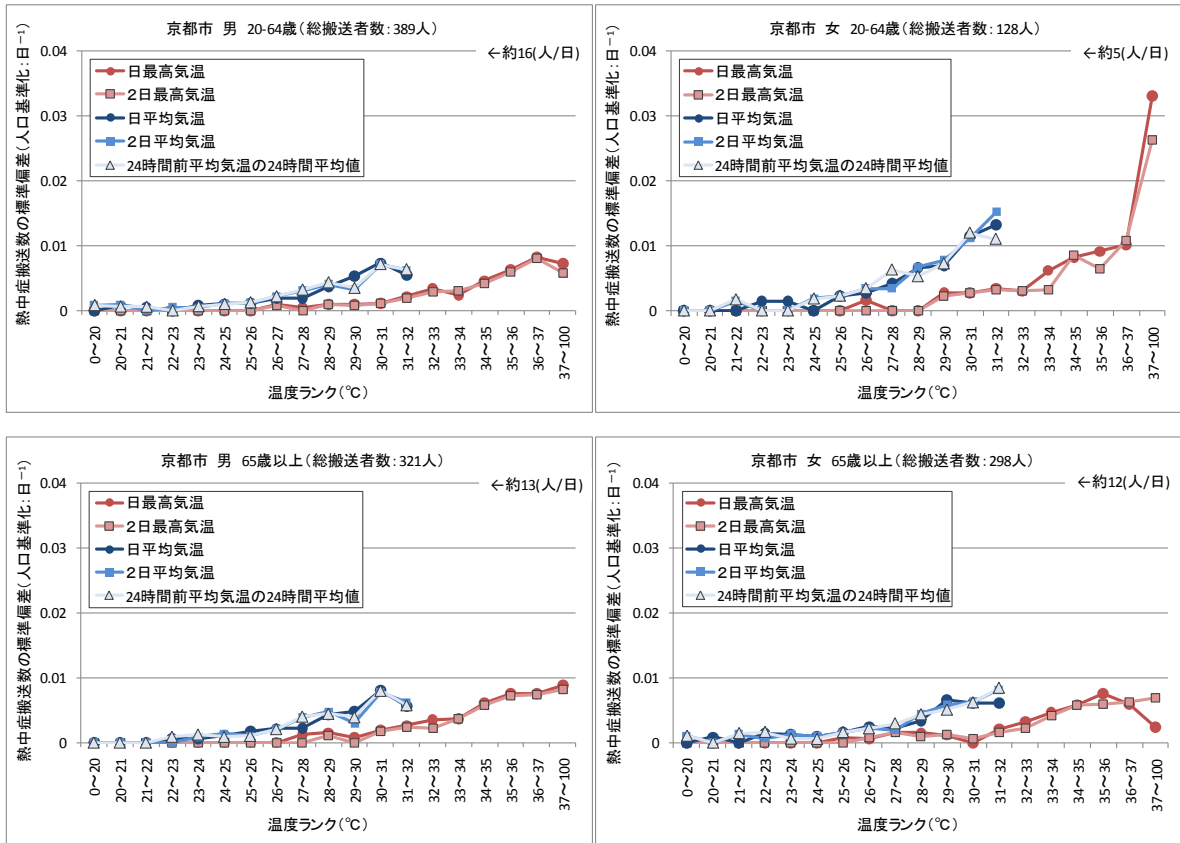 京都市 男 20-64歳(総搬送者数:389人)
←約16(人/日)
熱中症搬送数の標準偏差(人口基準化:日⁻¹)
0.04
0.03
0.02
0.01
0
日最高気温
2日最高気温
日平均気温
2日平均気温
24時間前平均気温の24時間平均値
0～20
20～21
21～22
22～23
23～24
24～25
25～26
26～27
27～28
28～29
29～30
30～31
31～32
32～33
33～34
34～35
35～36
36～37
37～100
温度ランク(℃)
京都市 女 20-64歳(総搬送者数:128人)
←約5(人/日)
熱中症搬送数の標準偏差(人口基準化:日⁻¹)
0.04
0.03
0.02
0.01
0
日最高気温
2日最高気温
日平均気温
2日平均気温
24時間前平均気温の24時間平均値
0～20
20～21
21～22
22～23
23～24
24～25
25～26
26～27
27～28
28～29
29～30
30～31
31～32
32～33
33～34
34～35
35～36
36～37
37～100
温度ランク(℃)
京都市 男 65歳以上(総搬送者数:321人)
←約13(人/日)
熱中症搬送数の標準偏差(人口基準化:日⁻¹)
0.04
0.03
0.02
0.01
0
日最高気温
2日最高気温
日平均気温
2日平均気温
24時間前平均気温の24時間平均値
0～20
20～21
21～22
22～23
23～24
24～25
25～26
26～27
27～28
28～29
29～30
30～31
31～32
32～33
33～34
34～35
35～36
36～37
37～100
温度ランク(℃)
京都市 女 65歳以上(総搬送者数:298人)
←約12(人/日)
熱中症搬送数の標準偏差(人口基準化:日⁻¹)
0.04
0.03
0.02
0.01
0
日最高気温
2日最高気温
日平均気温
2日平均気温
24時間前平均気温の24時間平均値
0～20
20～21
21～22
22～23
23～24
24～25
25～26
26～27
27～28
28～29
29～30
30～31
31～32
32～33
33～34
34～35
35～36
36～37
37～100
温度ランク(℃)